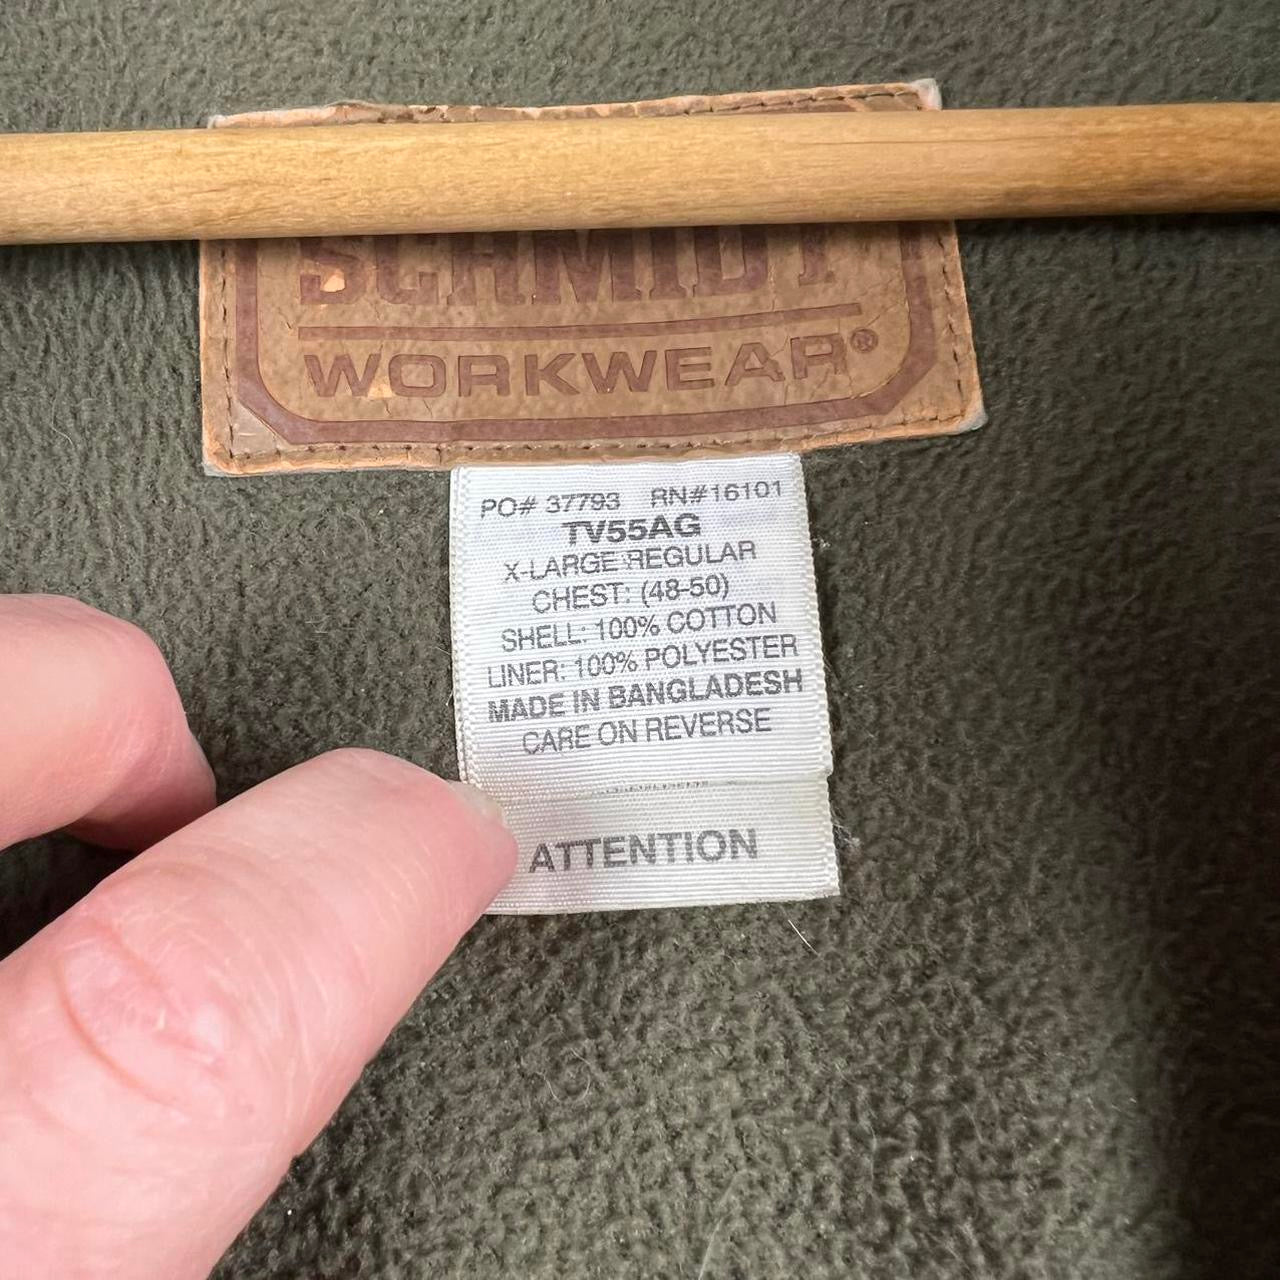 SCHMIDT
WORKWEAR®
PO# 37793 RN#16101
TV55AG
X-LARGE REGULAR
CHEST: (48-50)
SHELL: 100% COTTON
LINER: 100% POLYESTER
MADE IN BANGLADESH
CARE ON REVERSE
ATTENTION